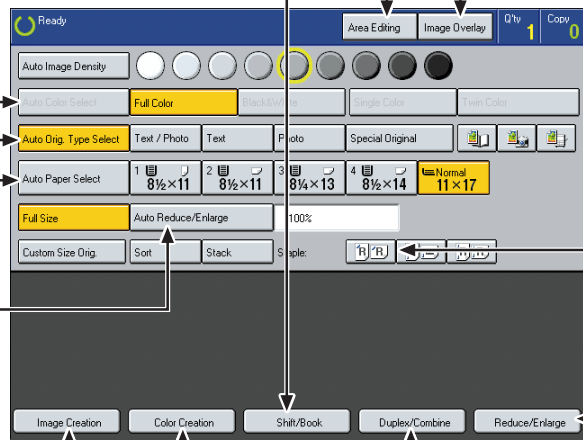 Ready Area Editing Image Overlay Q'ty 1 Copy 0
Auto Image Density
Auto Color Select Full Color Black&White Single Color Twin Color
Auto Orig. Type Select Text / Photo Text Photo Special Original
Auto Paper Select 1 8½×11 2 8½×11 3 8¼×13 4 8½×14 Normal 11×17
Full Size Auto Reduce/Enlarge 100%
Custom Size Orig. Sort Stack Staple:
Image Creation Color Creation Shift/Book Duplex/Combine Reduce/Enlarge